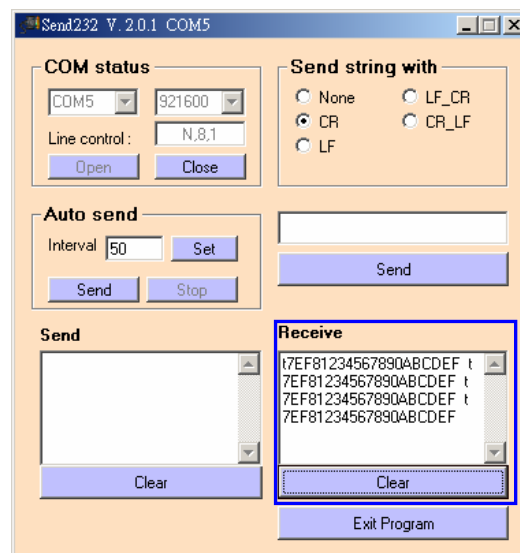 Send232 V. 2.0.1 COM5
COM status
COM5 921600
Line control : N,8,1
Open Close
Send string with
None LF_CR
CR CR_LF
LF
Auto send
Interval 50 Set
Send Stop
Send
Send
Clear
Receive
t7EF81234567890ABCDEF t
7EF81234567890ABCDEF t
7EF81234567890ABCDEF t
7EF81234567890ABCDEF
Clear
Exit Program